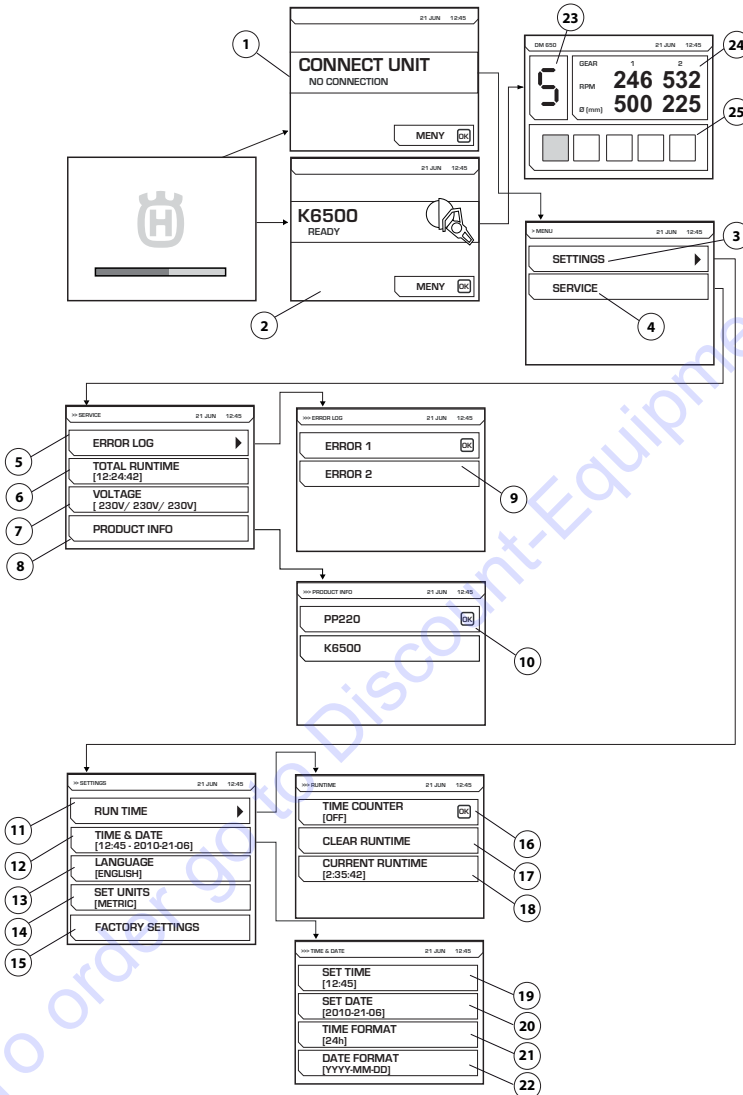 21 JUN 12:45
1
CONNECT UNIT
NO CONNECTION
MENY OK
23
DM 650 21 JUN 12:45
24
GEAR 1 2
5
RPM 246 532
Ø [mm] 500 225
25
H
21 JUN 12:45
K6500
READY
MENY OK
2
> MENU 21 JUN 12:45
3
SETTINGS
SERVICE
4
>> SERVICE 21 JUN 12:45
5
ERROR LOG
6
TOTAL RUNTIME
[12:24:42]
7
VOLTAGE
[ 230V/ 230V/ 230V]
8
PRODUCT INFO
>>> ERROR LOG 21 JUN 12:45
ERROR 1 OK
ERROR 2
9
>>> PRODUCT INFO 21 JUN 12:45
PP220 OK
10
K6500
>> SETTINGS 21 JUN 12:45
11
RUN TIME
12
TIME & DATE
[12:45 - 2010-21-06]
13
LANGUAGE
[ENGLISH]
14
SET UNITS
[METRIC]
15
FACTORY SETTINGS
>>> RUNTIME 21 JUN 12:45
TIME COUNTER OK
[OFF]
16
CLEAR RUNTIME
17
CURRENT RUNTIME
[2:35:42]
18
>>> TIME & DATE 21 JUN 12:45
SET TIME
[12:45]
19
SET DATE
[2010-21-06]
20
TIME FORMAT
[24h]
21
DATE FORMAT
[YYYY-MM-DD]
22
To order go to Discount-Equipme